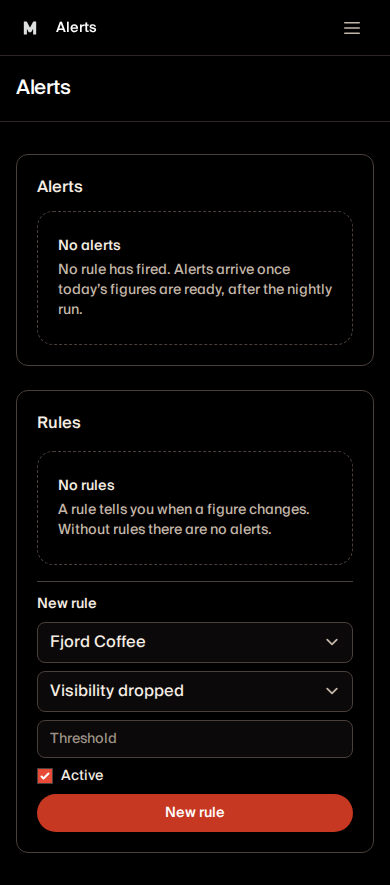 M Alerts
Alerts
Alerts
No alerts
No rule has fired. Alerts arrive once
today's figures are ready, after the nightly
run.
Rules
No rules
A rule tells you when a figure changes.
Without rules there are no alerts.
New rule
Fjord Coffee
Visibility dropped
Threshold
Active
New rule